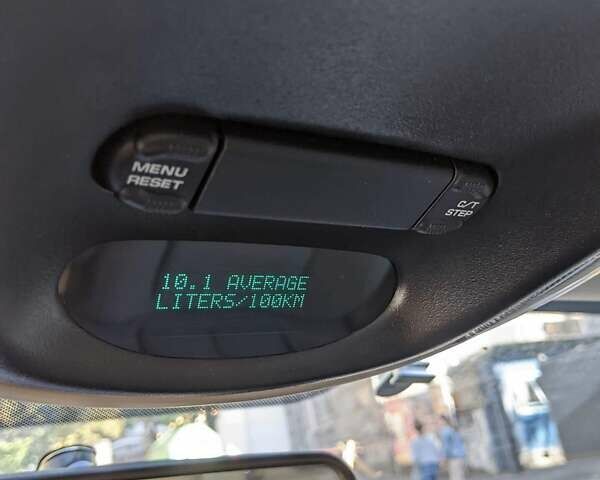 MENU
RESET
C/T
STEP
10.1 AVERAGE
LITERS/100KM